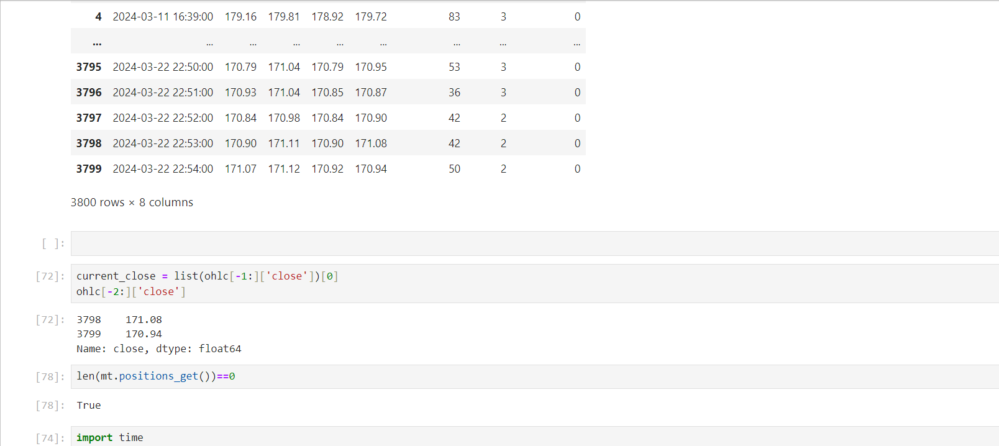 4 2024-03-11 16:39:00 179.16 179.81 178.92 179.72 83 3 0
... ... ... ... ... ... ... ... ...
3795 2024-03-22 22:50:00 170.79 171.04 170.79 170.95 53 3 0
3796 2024-03-22 22:51:00 170.93 171.04 170.85 170.87 36 3 0
3797 2024-03-22 22:52:00 170.84 170.98 170.84 170.90 42 2 0
3798 2024-03-22 22:53:00 170.90 171.11 170.90 171.08 42 2 0
3799 2024-03-22 22:54:00 171.07 171.12 170.92 170.94 50 2 0
3800 rows × 8 columns
[ ]:
[72]: current_close = list(ohlc[-1:]['close'])[0]
ohlc[-2:]['close']
[72]: 3798 171.08
3799 170.94
Name: close, dtype: float64
[78]: len(mt.positions_get())==0
[78]: True
[74]: import time